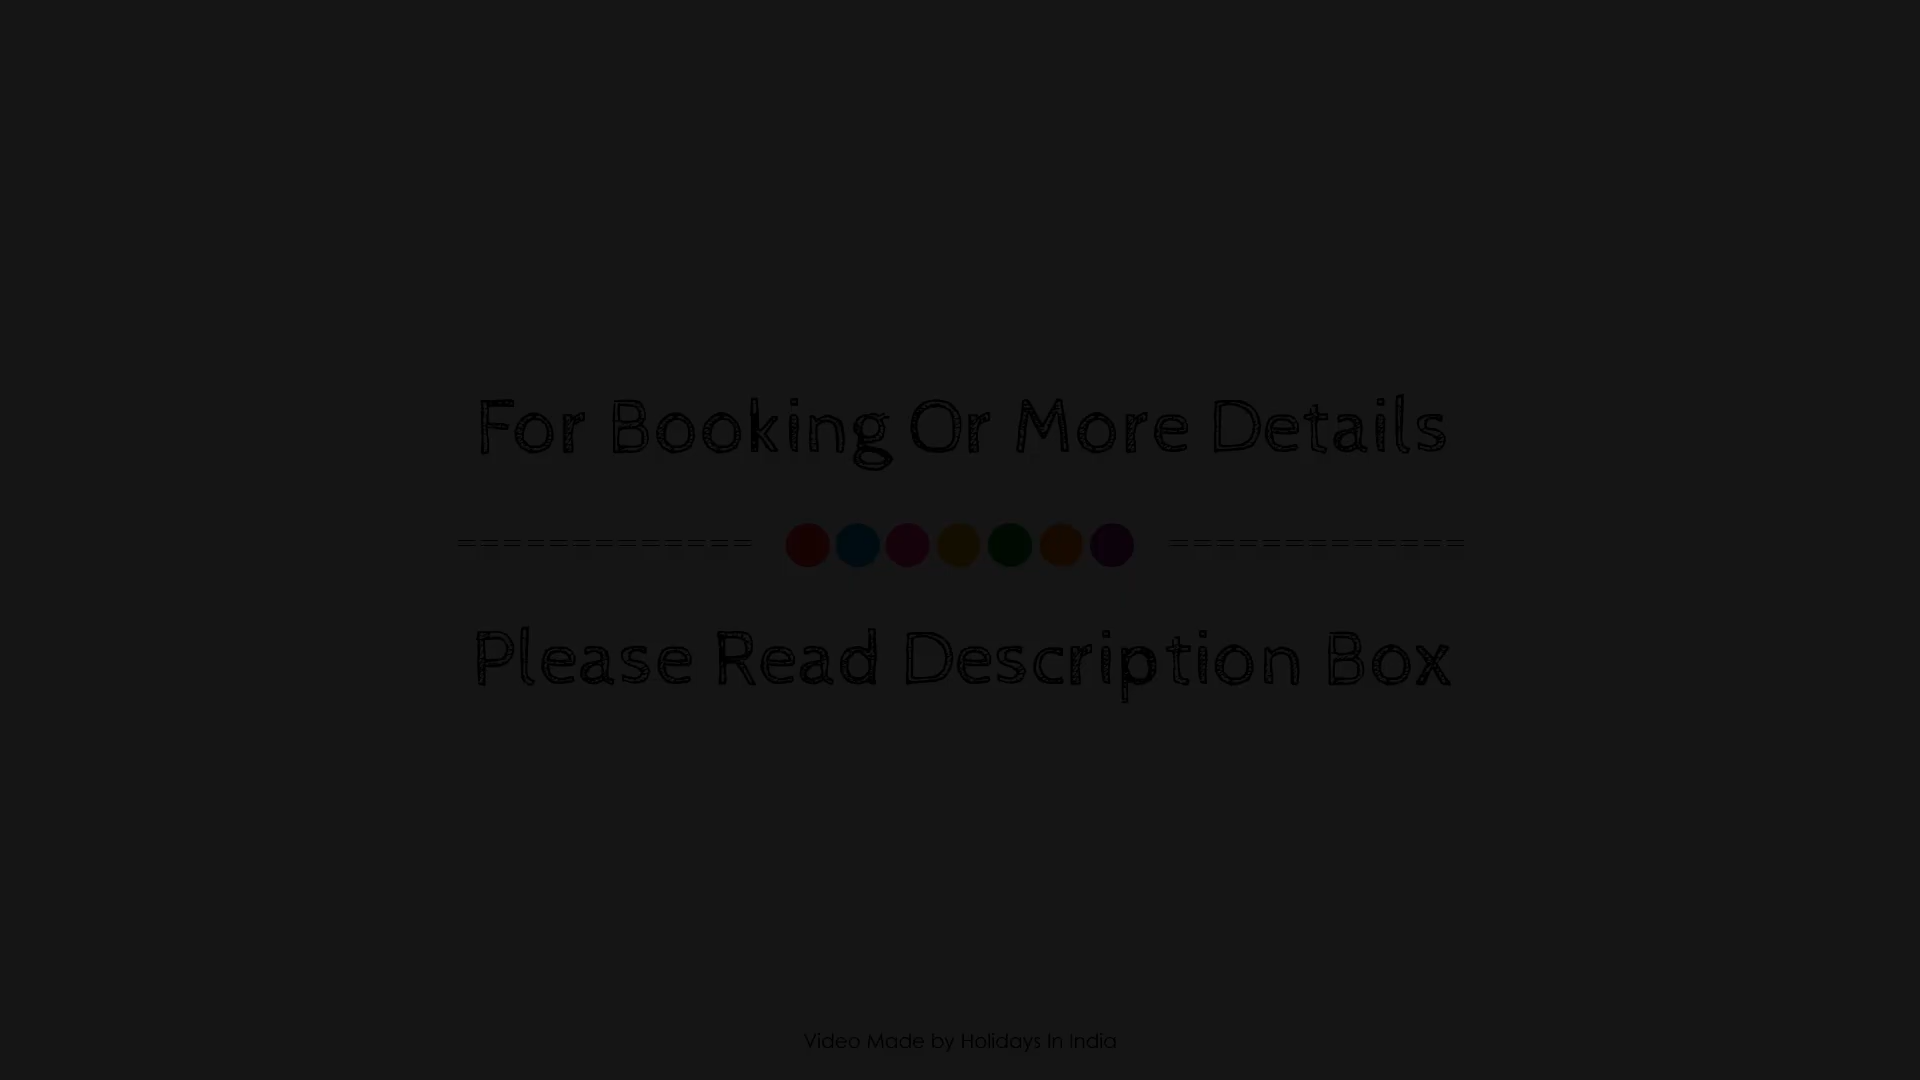 For Booking Or More Details
============= =============
Please Read Description Box
Video Made by Holidays In India